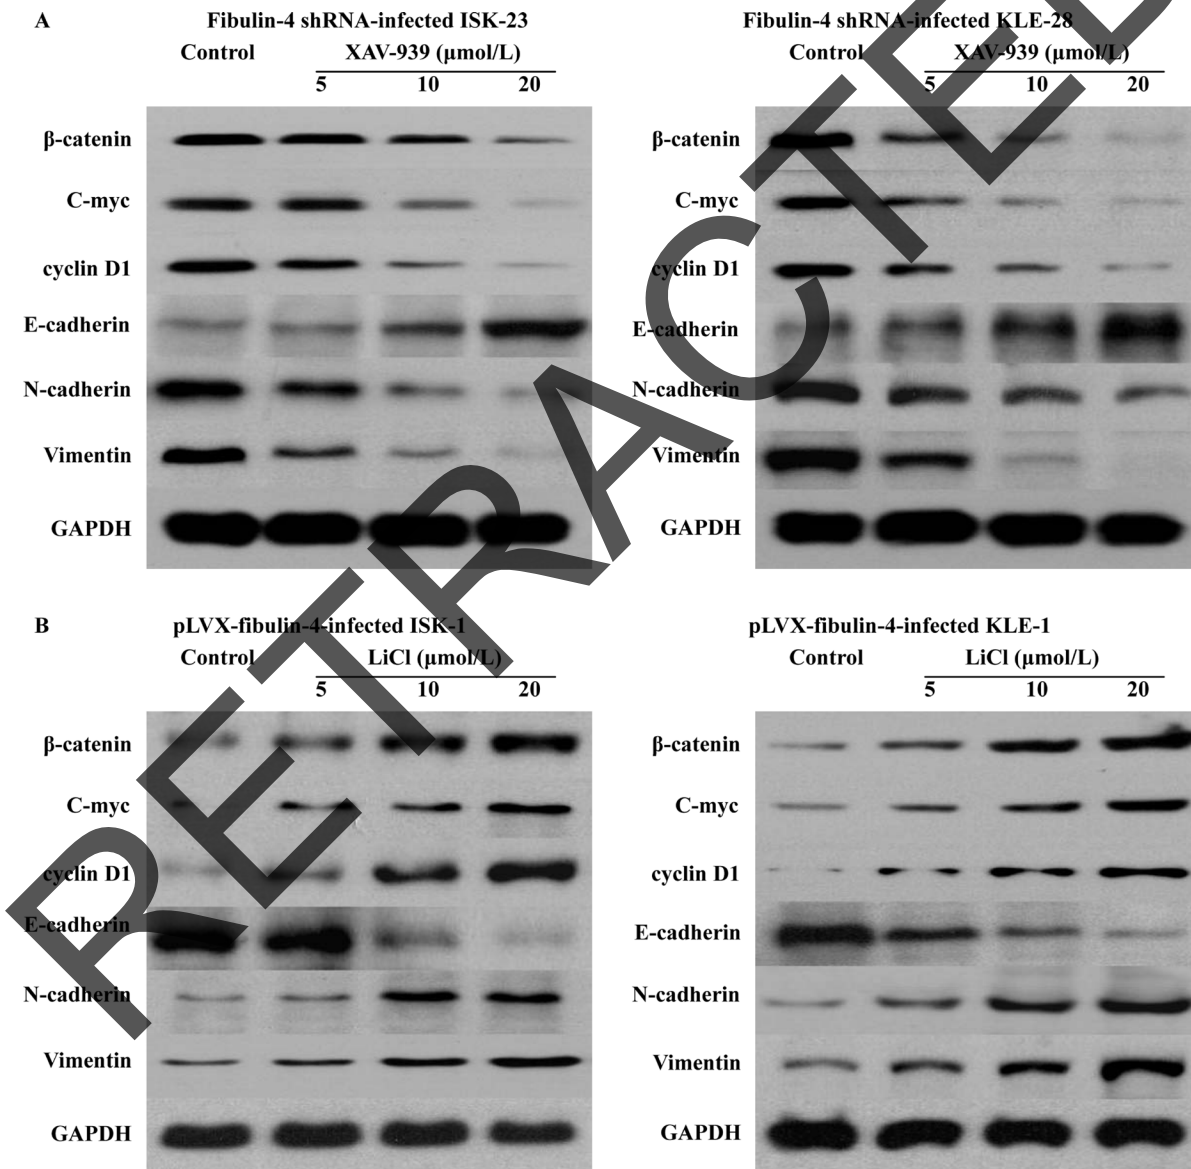 A
Fibulin-4 shRNA-infected ISK-23
Fibulin-4 shRNA-infected KLE-28
Control
XAV-939 (μmol/L)
5 10 20
Control
XAV-939 (μmol/L)
5 10 20
β-catenin
C-myc
cyclin D1
E-cadherin
N-cadherin
Vimentin
GAPDH
β-catenin
C-myc
cyclin D1
E-cadherin
N-cadherin
Vimentin
GAPDH
B
pLVX-fibulin-4-infected ISK-1
pLVX-fibulin-4-infected KLE-1
Control
LiCl (μmol/L)
5 10 20
Control
LiCl (μmol/L)
5 10 20
β-catenin
C-myc
cyclin D1
E-cadherin
N-cadherin
Vimentin
GAPDH
β-catenin
C-myc
cyclin D1
E-cadherin
N-cadherin
Vimentin
GAPDH
RETRACTED